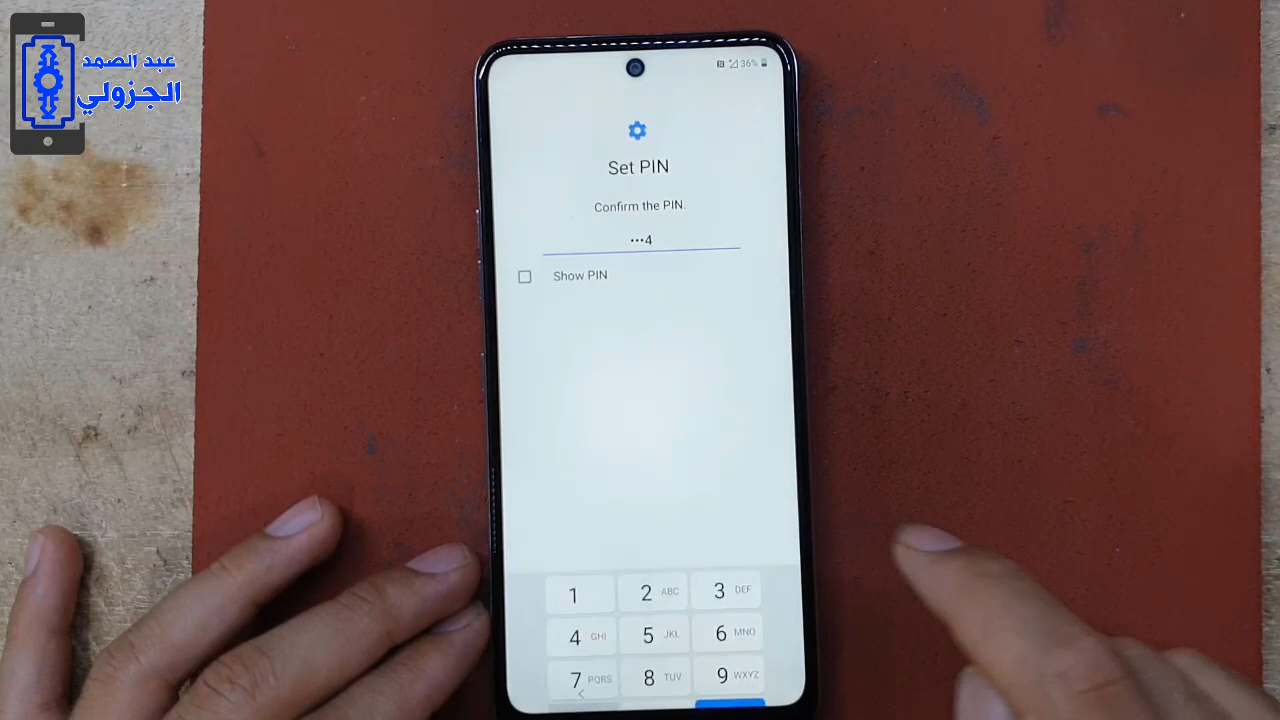 عبد الصمد
الجزولي
36%
Set PIN
Confirm the PIN.
•••4
Show PIN
1
2 ABC
3 DEF
4 GHI
5 JKL
6 MNO
7 PQRS
8 TUV
9 WXYZ